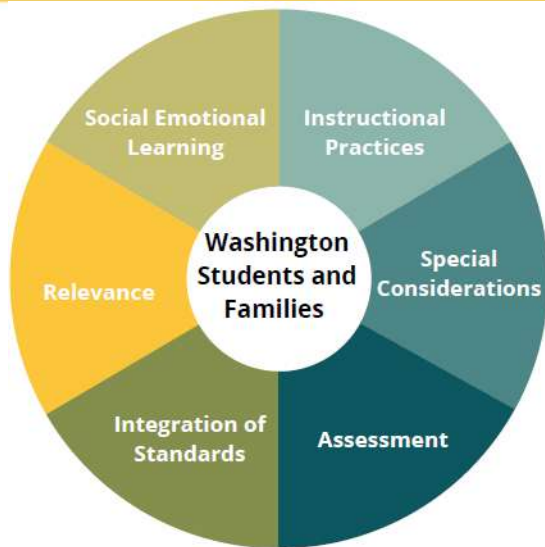 Social Emotional
Learning
Instructional
Practices
Washington
Students and
Families
Special
Considerations
Relevance
Integration of
Standards
Assessment